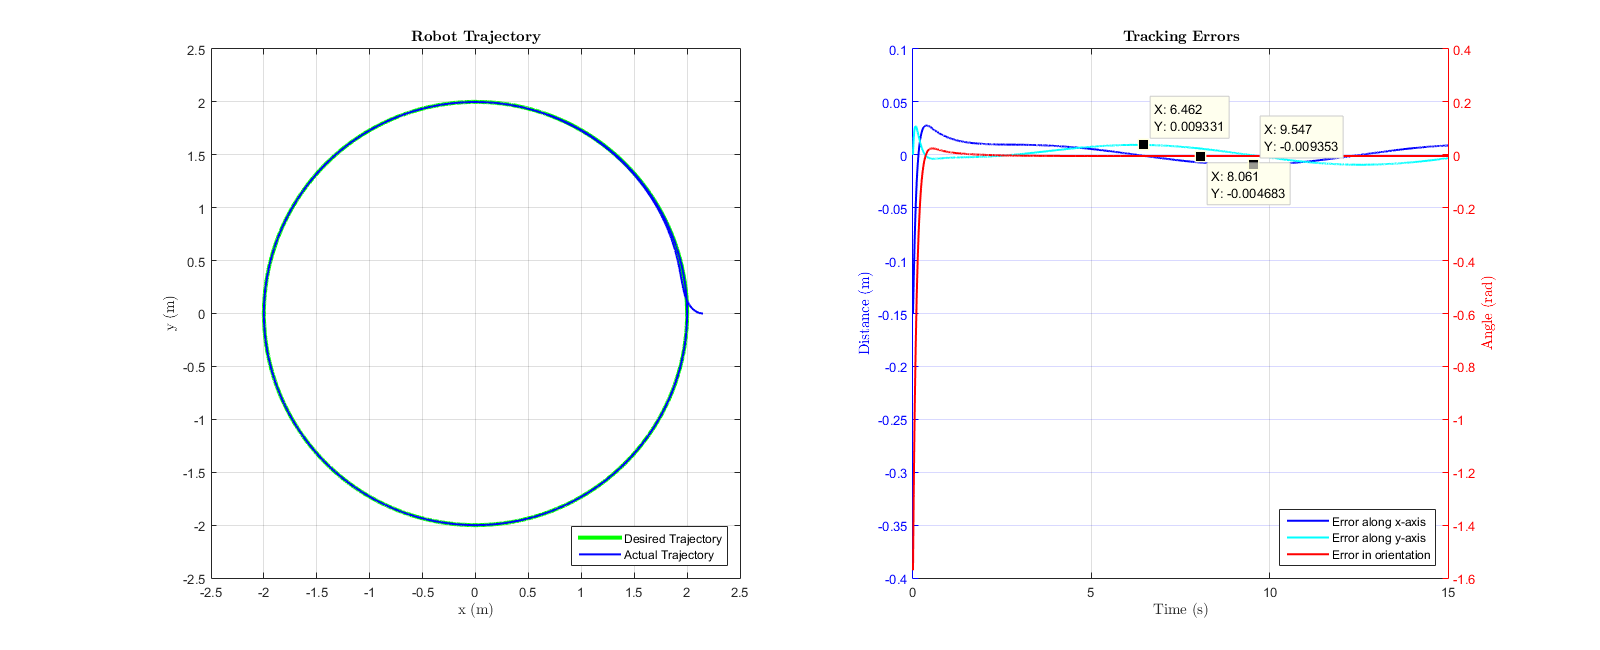 Robot Trajectory
2.5
2
1.5
1
0.5
0
-0.5
-1
-1.5
-2
-2.5
y (m)
-2.5 -2 -1.5 -1 -0.5 0 0.5 1 1.5 2 2.5
x (m)
Desired Trajectory
Actual Trajectory
Tracking Errors
0.1
0.05
0
-0.05
-0.1
-0.15
-0.2
-0.25
-0.3
-0.35
-0.4
Distance (m)
X: 6.462
Y: 0.009331
X: 9.547
Y: -0.009353
X: 8.061
Y: -0.004683
0.4
0.2
0
-0.2
-0.4
-0.6
-0.8
-1
-1.2
-1.4
-1.6
Angle (rad)
Error along x-axis
Error along y-axis
Error in orientation
0 5 10 15
Time (s)